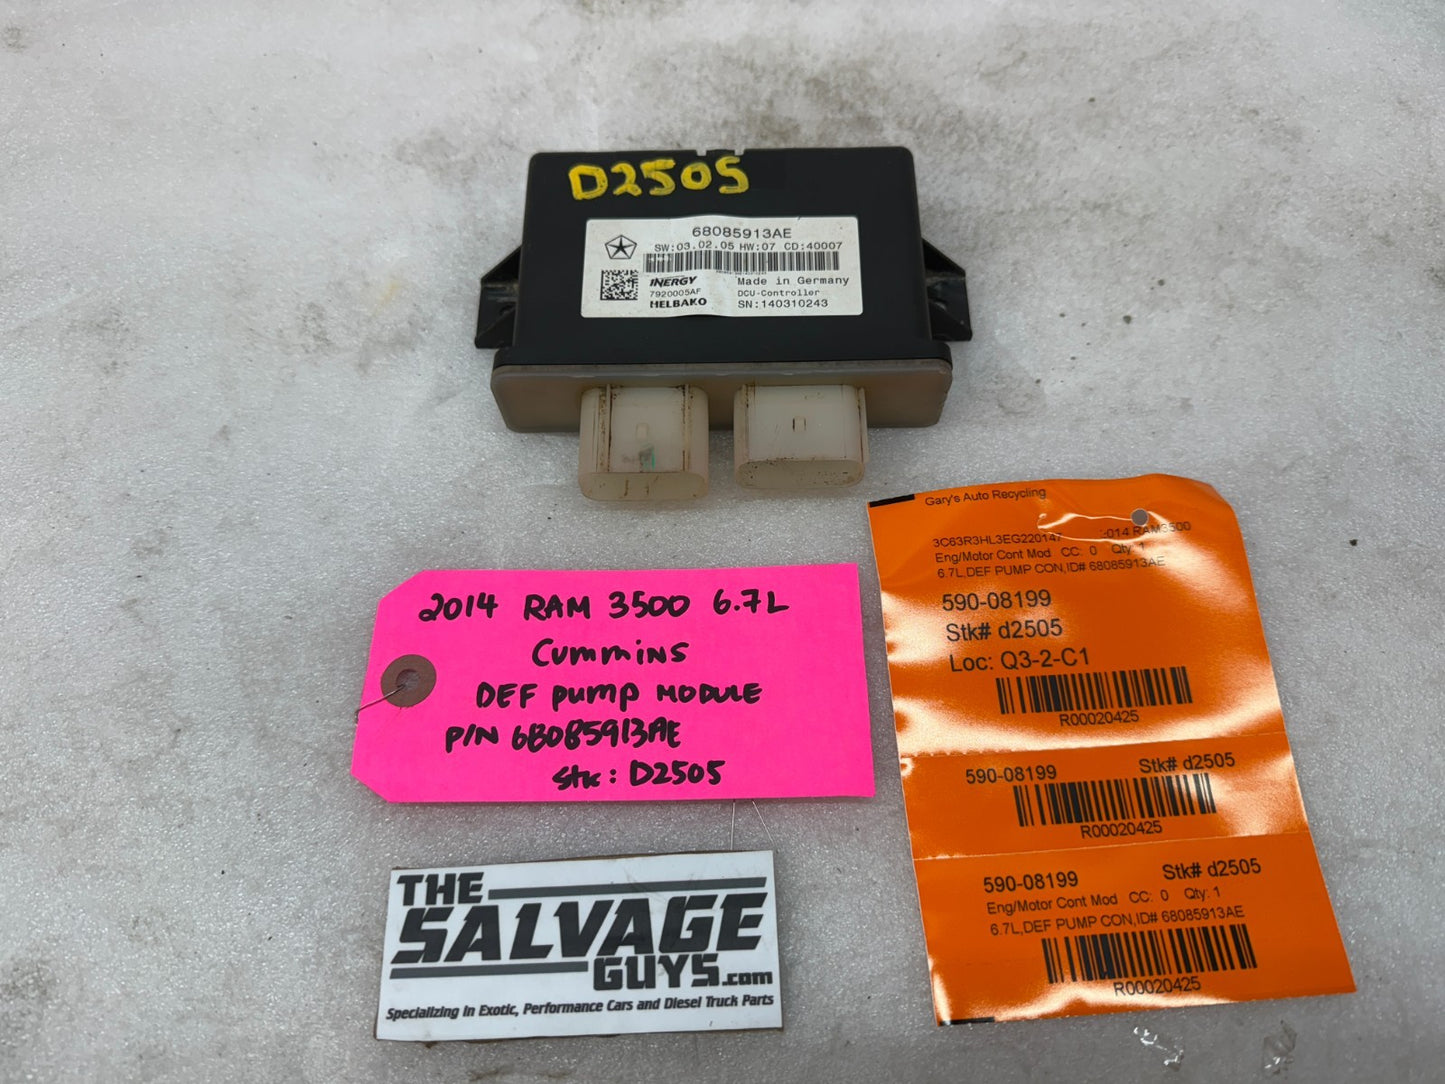 D2505
68085913AE
SW:03.02.05 HW:07 CD:40007
INERGY
Made in Germany
7920005AF
DCU-Controller
HELBAKO
SN:140310243
2014 RAM 3500 6.7L
Cummins
DEF pump MODULE
P/N 68085913AE
Stk: D2505
THE
SALVAGE
GUYS.com
Specializing In Exotic, Performance Cars and Diesel Truck Parts
Gary's Auto Recycling
3C63R3HL3EG220147 014 RAM3500
Eng/Motor Cont Mod CC: 0 Qty: 1
6.7L,DEF PUMP CON,ID# 68085913AE
590-08199
Stk# d2505
Loc: Q3-2-C1
R00020425
590-08199 Stk# d2505
R00020425
590-08199 Stk# d2505
Eng/Motor Cont Mod CC: 0 Qty: 1
6.7L,DEF PUMP CON,ID# 68085913AE
R00020425